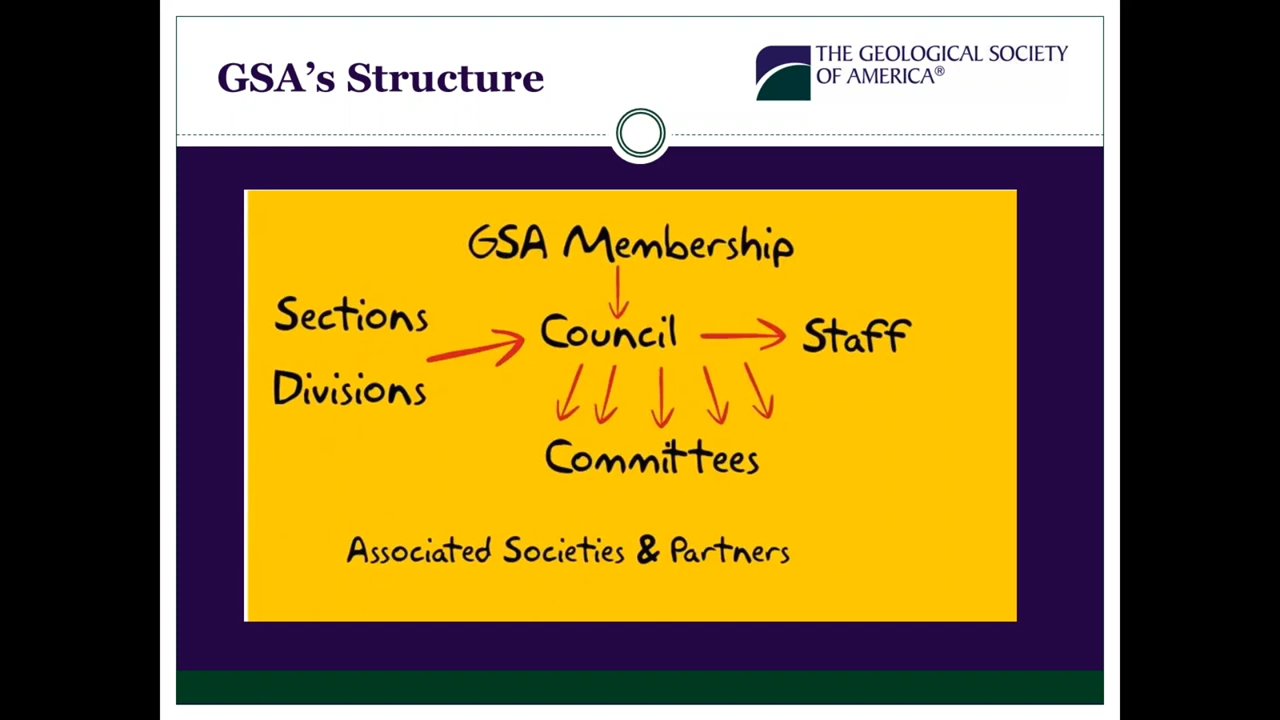 GSA's Structure
THE GEOLOGICAL SOCIETY
OF AMERICA®
GSA Membership
Sections
Council
Staff
Divisions
Committees
Associated Societies & Partners